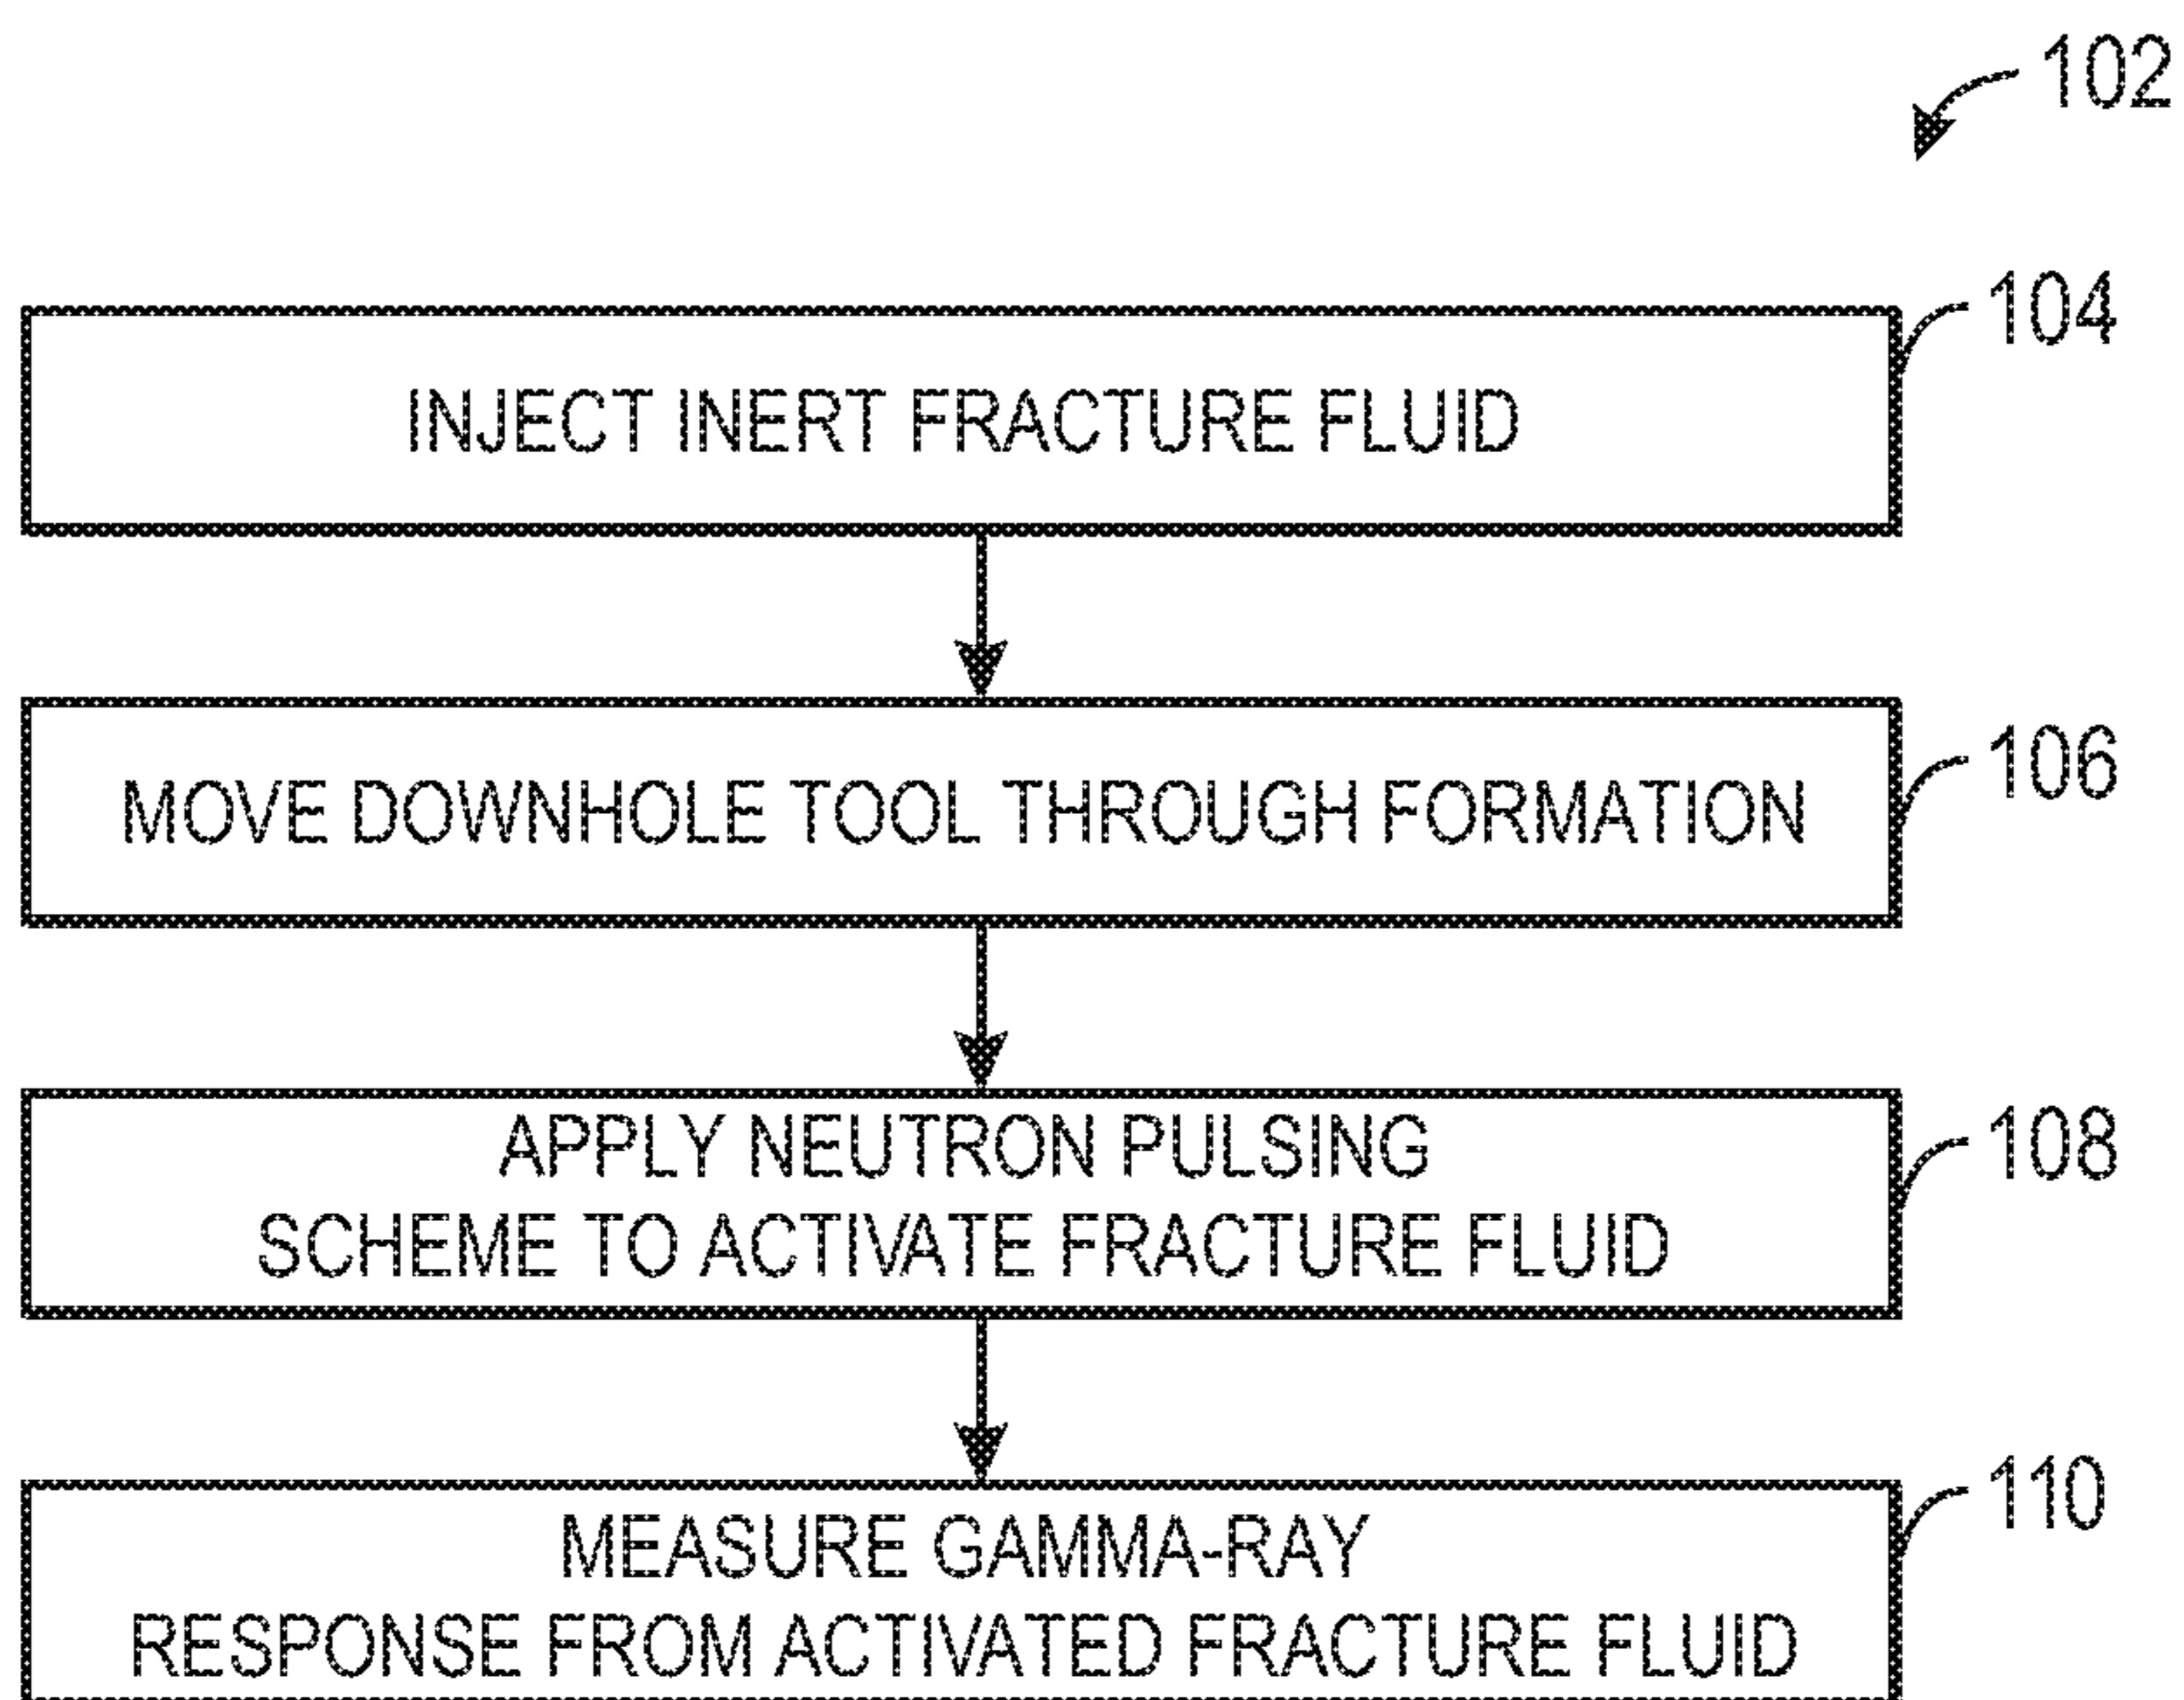 102
104
INJECT INERT FRACTURE FLUID
106
MOVE DOWNHOLE TOOL THROUGH FORMATION
108
APPLY NEUTRON PULSING
SCHEME TO ACTIVATE FRACTURE FLUID
110
MEASURE GAMMA-RAY
RESPONSE FROM ACTIVATED FRACTURE FLUID